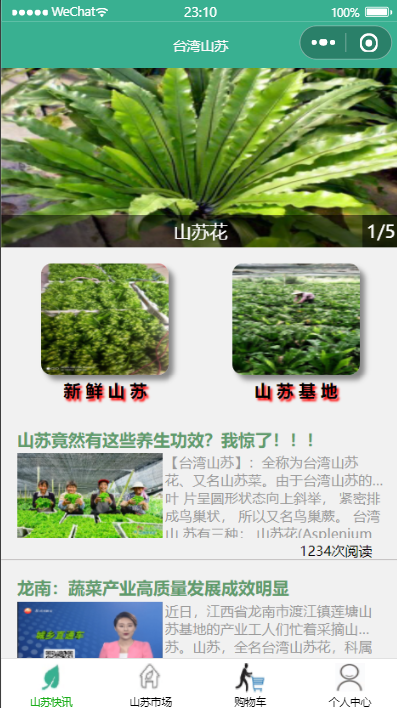 WeChat 23:10 100%
台湾山苏
山苏花 1/5
新鲜山苏 山苏基地
山苏竟然有这些养生功效？我惊了！！！
【台湾山苏】：全称为台湾山苏
花、又名山苏菜。由于台湾山苏的...
叶 片呈圆形状态向上斜举， 紧密排
成鸟巢状， 所以又名鸟巢蕨。 台湾
山 苏有三种： 山苏花(Asplenium
1234次阅读
龙南：蔬菜产业高质量发展成效明显
近日，江西省龙南市渡江镇莲塘山
苏基地的产业工人们忙着采摘山...
苏。山苏，全名台湾山苏花，科属
城乡直通车
山苏快讯 山苏市场 购物车 个人中心